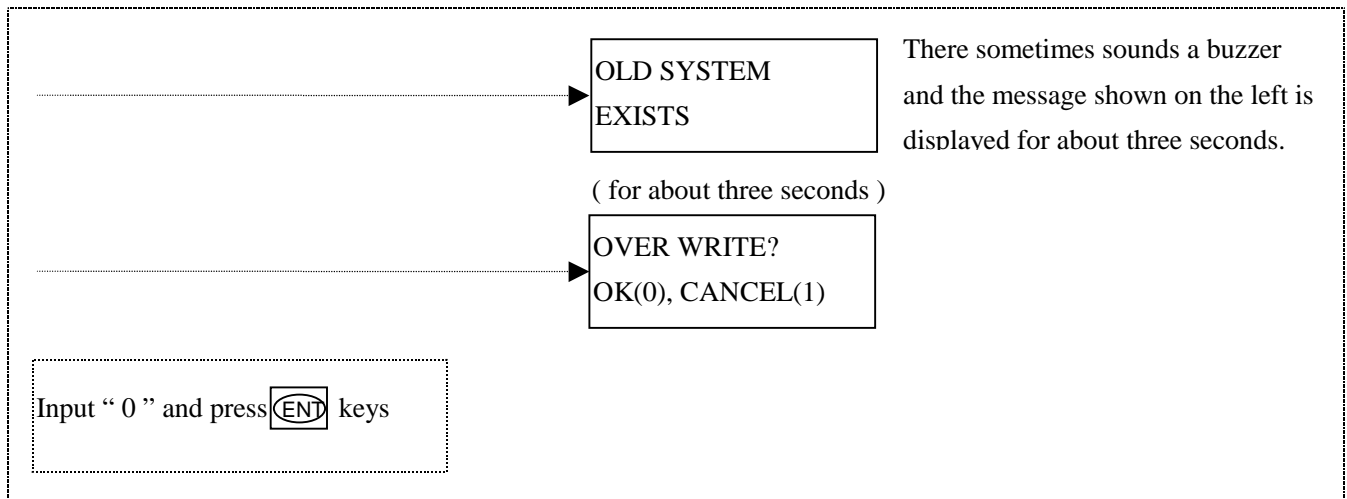 OLD SYSTEM
EXISTS
There sometimes sounds a buzzer
and the message shown on the left is
displayed for about three seconds.
( for about three seconds )
OVER WRITE?
OK(0), CANCEL(1)
Input “ 0 ” and press ENT keys